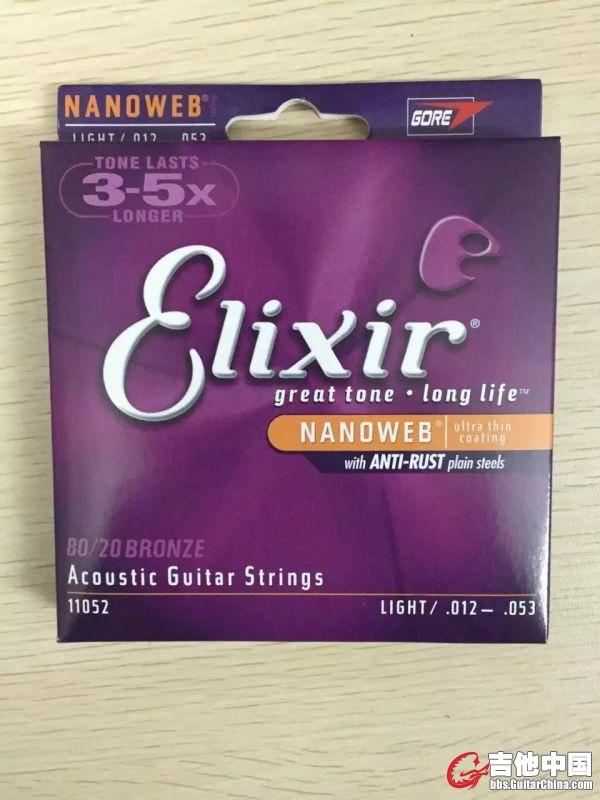 NANOWEB®
LIGHT/ .012 .053
GORE
TONE LASTS
3-5x
LONGER
Elixir®
great tone • long life™
NANOWEB®
ultra thin
coating
with ANTI-RUST plain steels
80/20 BRONZE
Acoustic Guitar Strings
11052
LIGHT/ .012— .053
吉他中国
bbs.GuitarChina.com